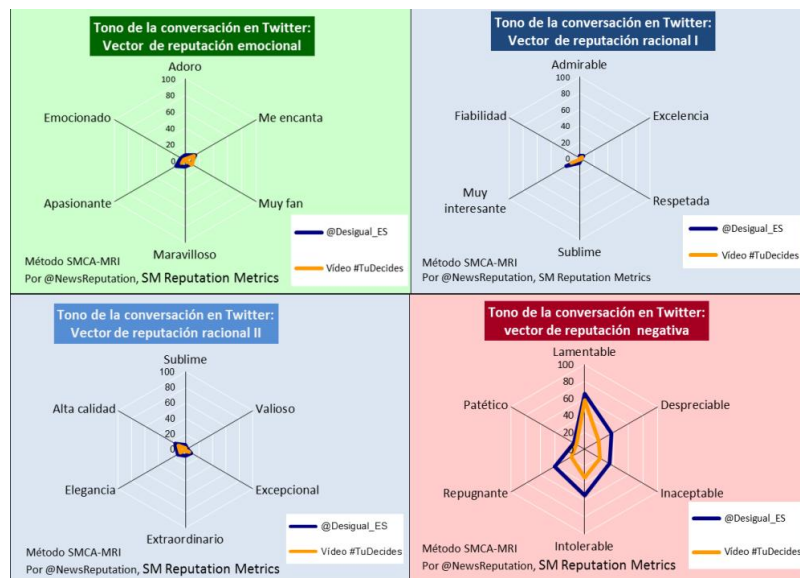 Tono de la conversación en Twitter:
Vector de reputación emocional
Adoro
100
80
60
40
20
0
Emocionado
Me encanta
Apasionante
Muy fan
Maravilloso
@Desigual_ES
Vídeo #TuDecides
Método SMCA-MRI
Por @NewsReputation, SM Reputation Metrics
Tono de la conversación en Twitter:
Vector de reputación racional I
Admirable
100
80
60
40
20
0
Fiabilidad
Excelencia
Muy
interesante
Respetada
Sublime
@Desigual_ES
Vídeo #TuDecides
Método SMCA-MRI
Por @NewsReputation, SM Reputation Metrics
Tono de la conversación en Twitter:
Vector de reputación racional II
Sublime
100
80
60
40
20
0
Alta calidad
Valioso
Elegancia
Excepcional
Extraordinario
@Desigual_ES
Vídeo #TuDecides
Método SMCA-MRI
Por @NewsReputation, SM Reputation Metrics
Tono de la conversación en Twitter:
vector de reputación negativa
Lamentable
100
80
60
40
20
0
Patético
Despreciable
Repugnante
Inaceptable
Intolerable
@Desigual_ES
Vídeo #TuDecides
Método SMCA-MRI
Por @NewsReputation, SM Reputation Metrics